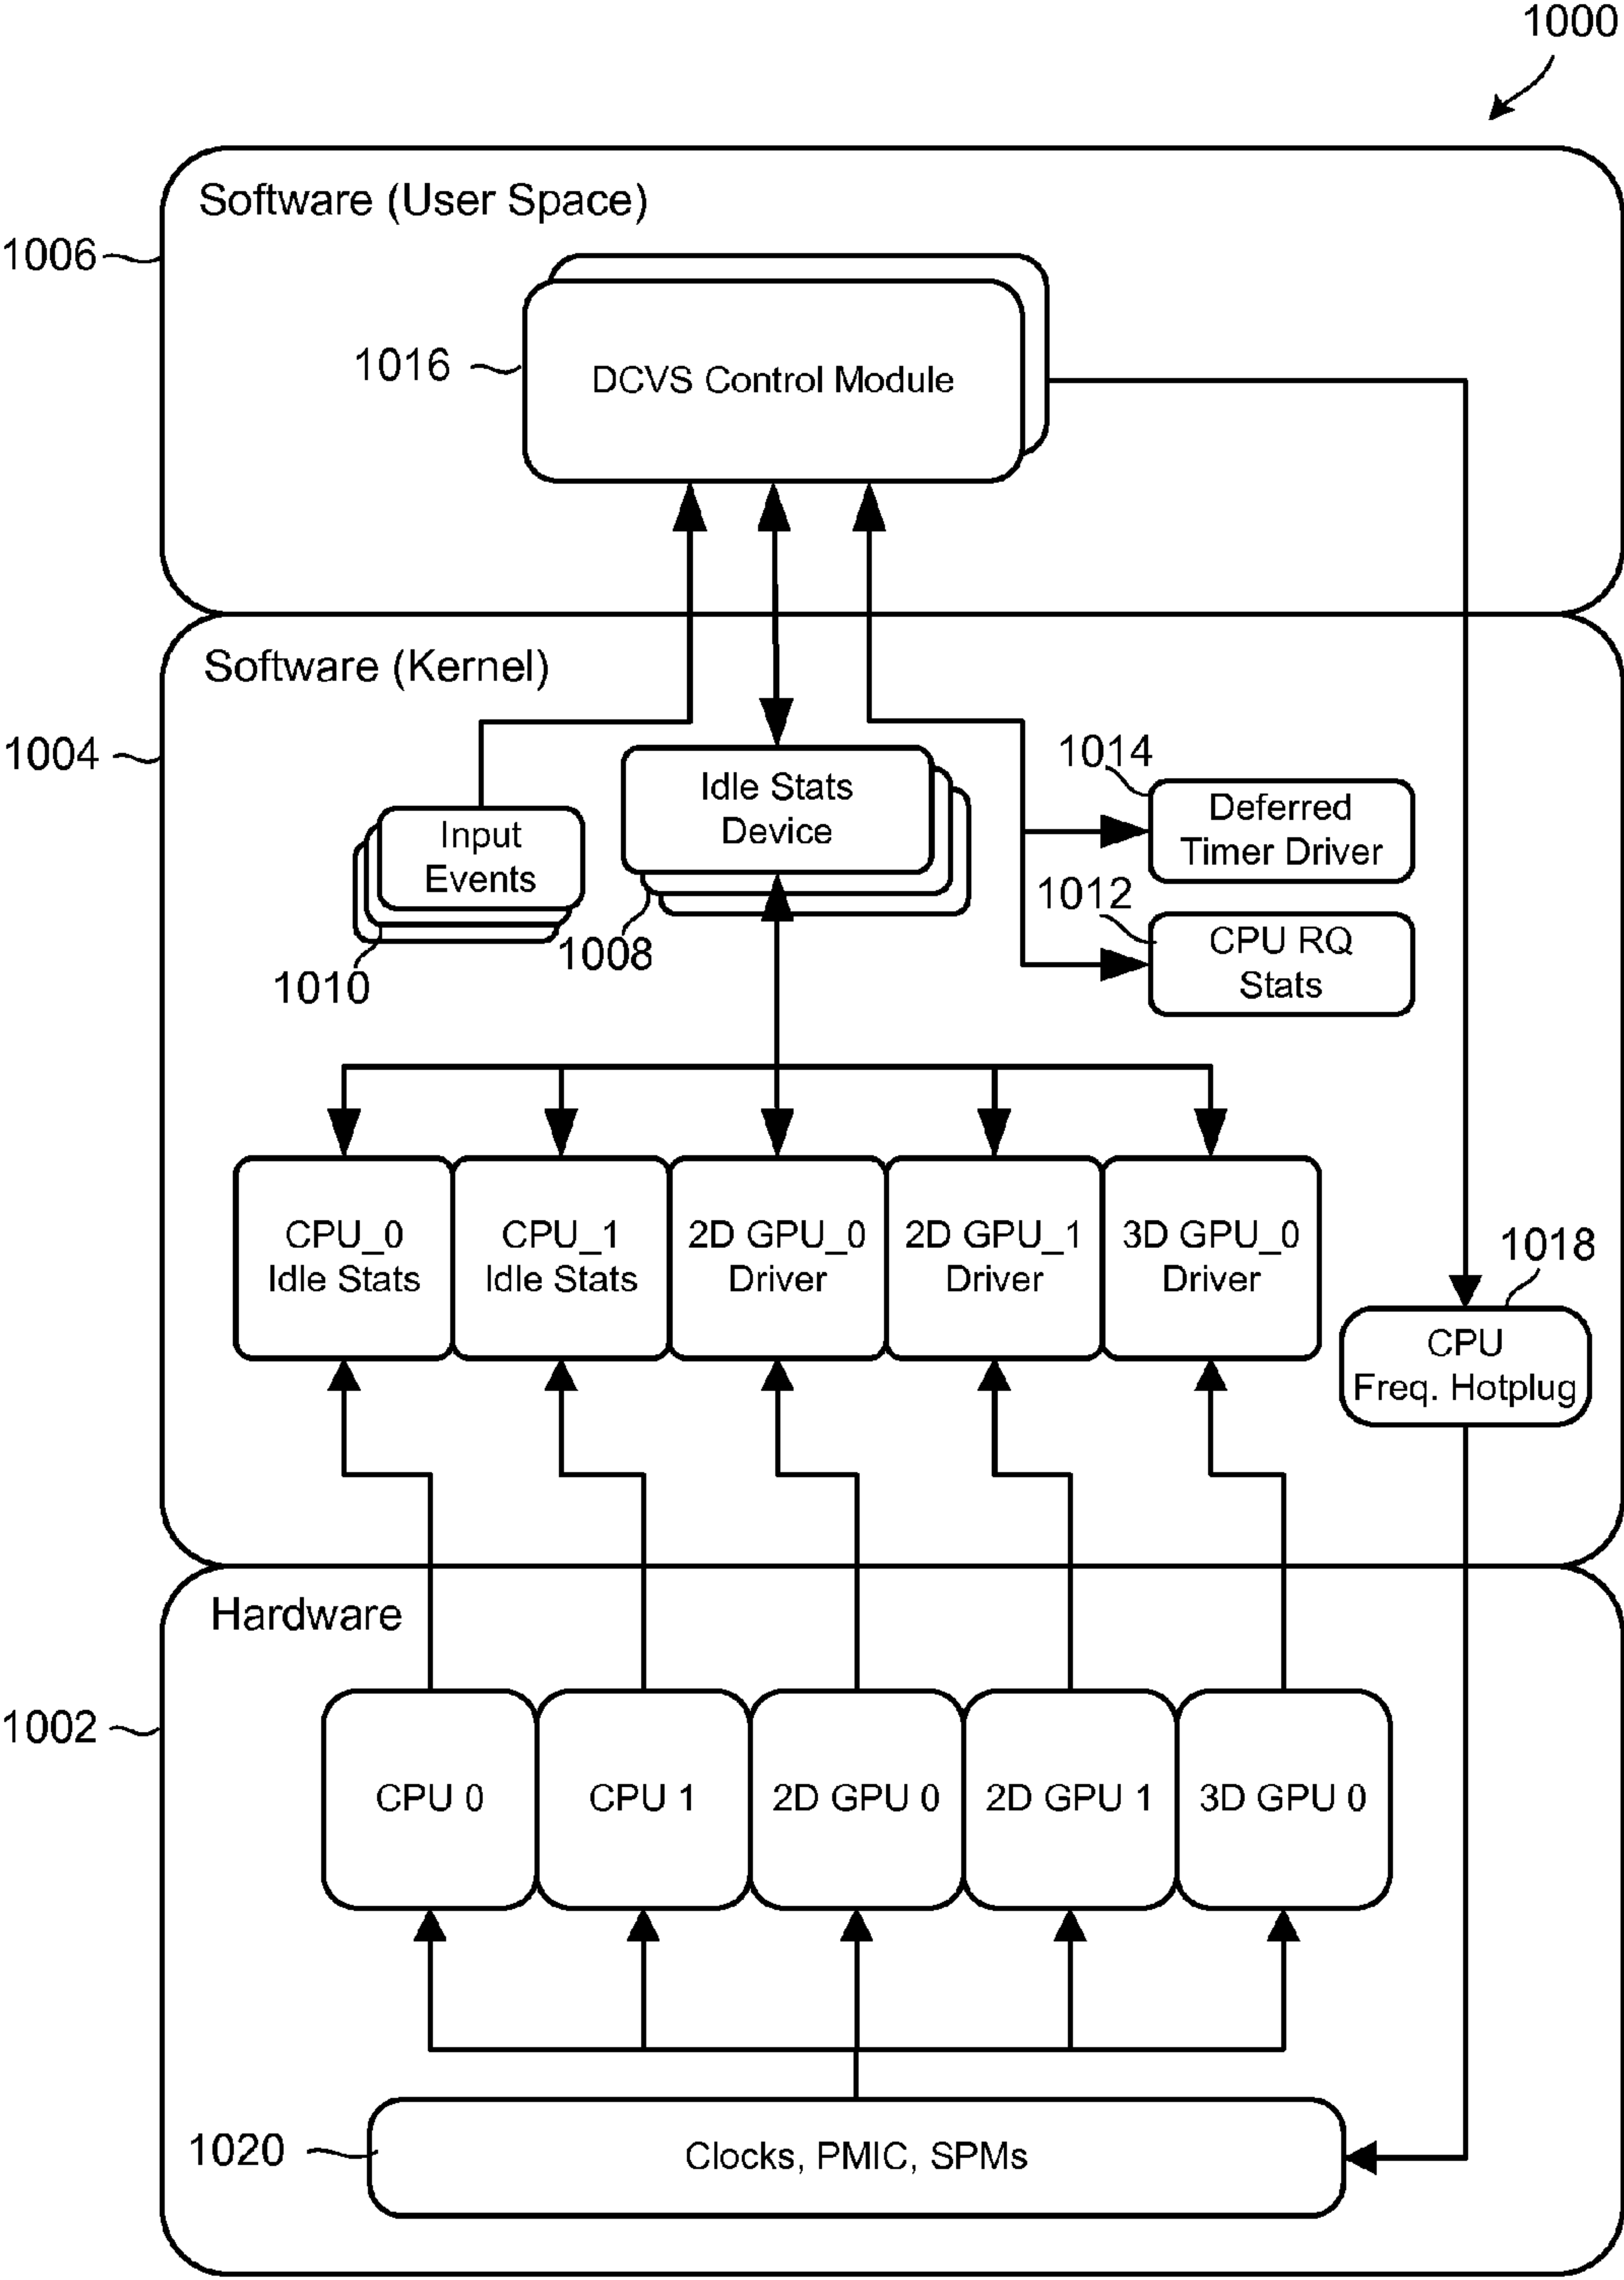 1000
Software (User Space)
1006
1016
DCVS Control Module
Software (Kernel)
1004
Input
Events
1010
Idle Stats
Device
1008
1014
Deferred
Timer Driver
1012
CPU RQ
Stats
CPU_0
Idle Stats
CPU_1
Idle Stats
2D GPU_0
Driver
2D GPU_1
Driver
3D GPU_0
Driver
1018
CPU
Freq. Hotplug
Hardware
1002
CPU 0
CPU 1
2D GPU 0
2D GPU 1
3D GPU 0
1020
Clocks, PMIC, SPMs